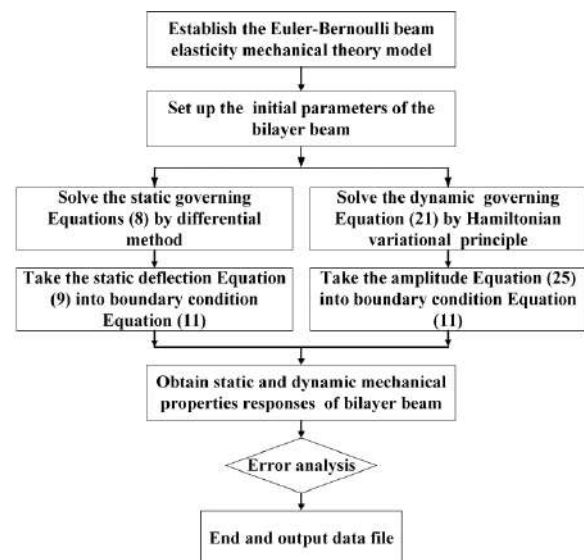 Establish the Euler-Bernoulli beam
elasticity mechanical theory model
Set up the initial parameters of the
bilayer beam
Solve the static governing
Equations (8) by differential
method
Solve the dynamic governing
Equation (21) by Hamiltonian
variational principle
Take the static deflection Equation
(9) into boundary condition
Equation (11)
Take the amplitude Equation (25)
into boundary condition Equation
(11)
Obtain static and dynamic mechanical
properties responses of bilayer beam
Error analysis
End and output data file